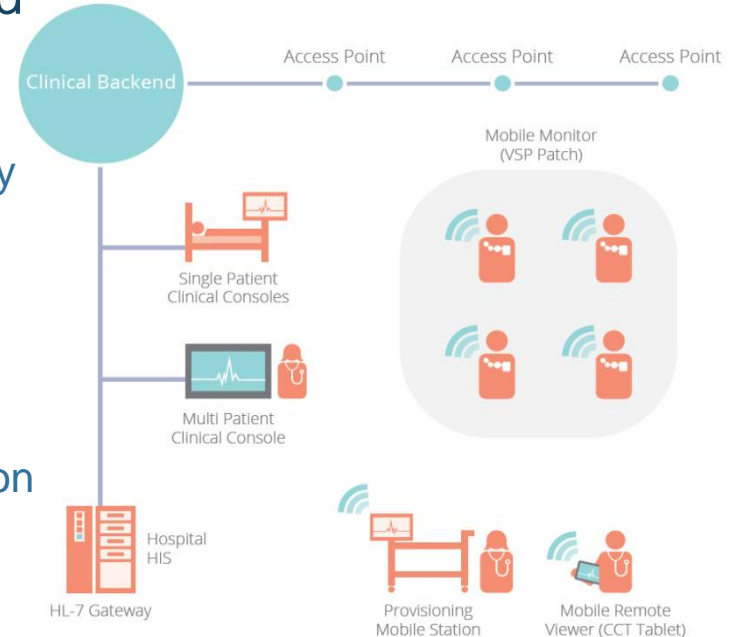 Clinical Backend
Access Point
Access Point
Access Point
Mobile Monitor
(VSP Patch)
Single Patient
Clinical Consoles
Multi Patient
Clinical Console
Hospital
HIS
HL-7 Gateway
Provisioning
Mobile Station
Mobile Remote
Viewer (CCT Tablet)